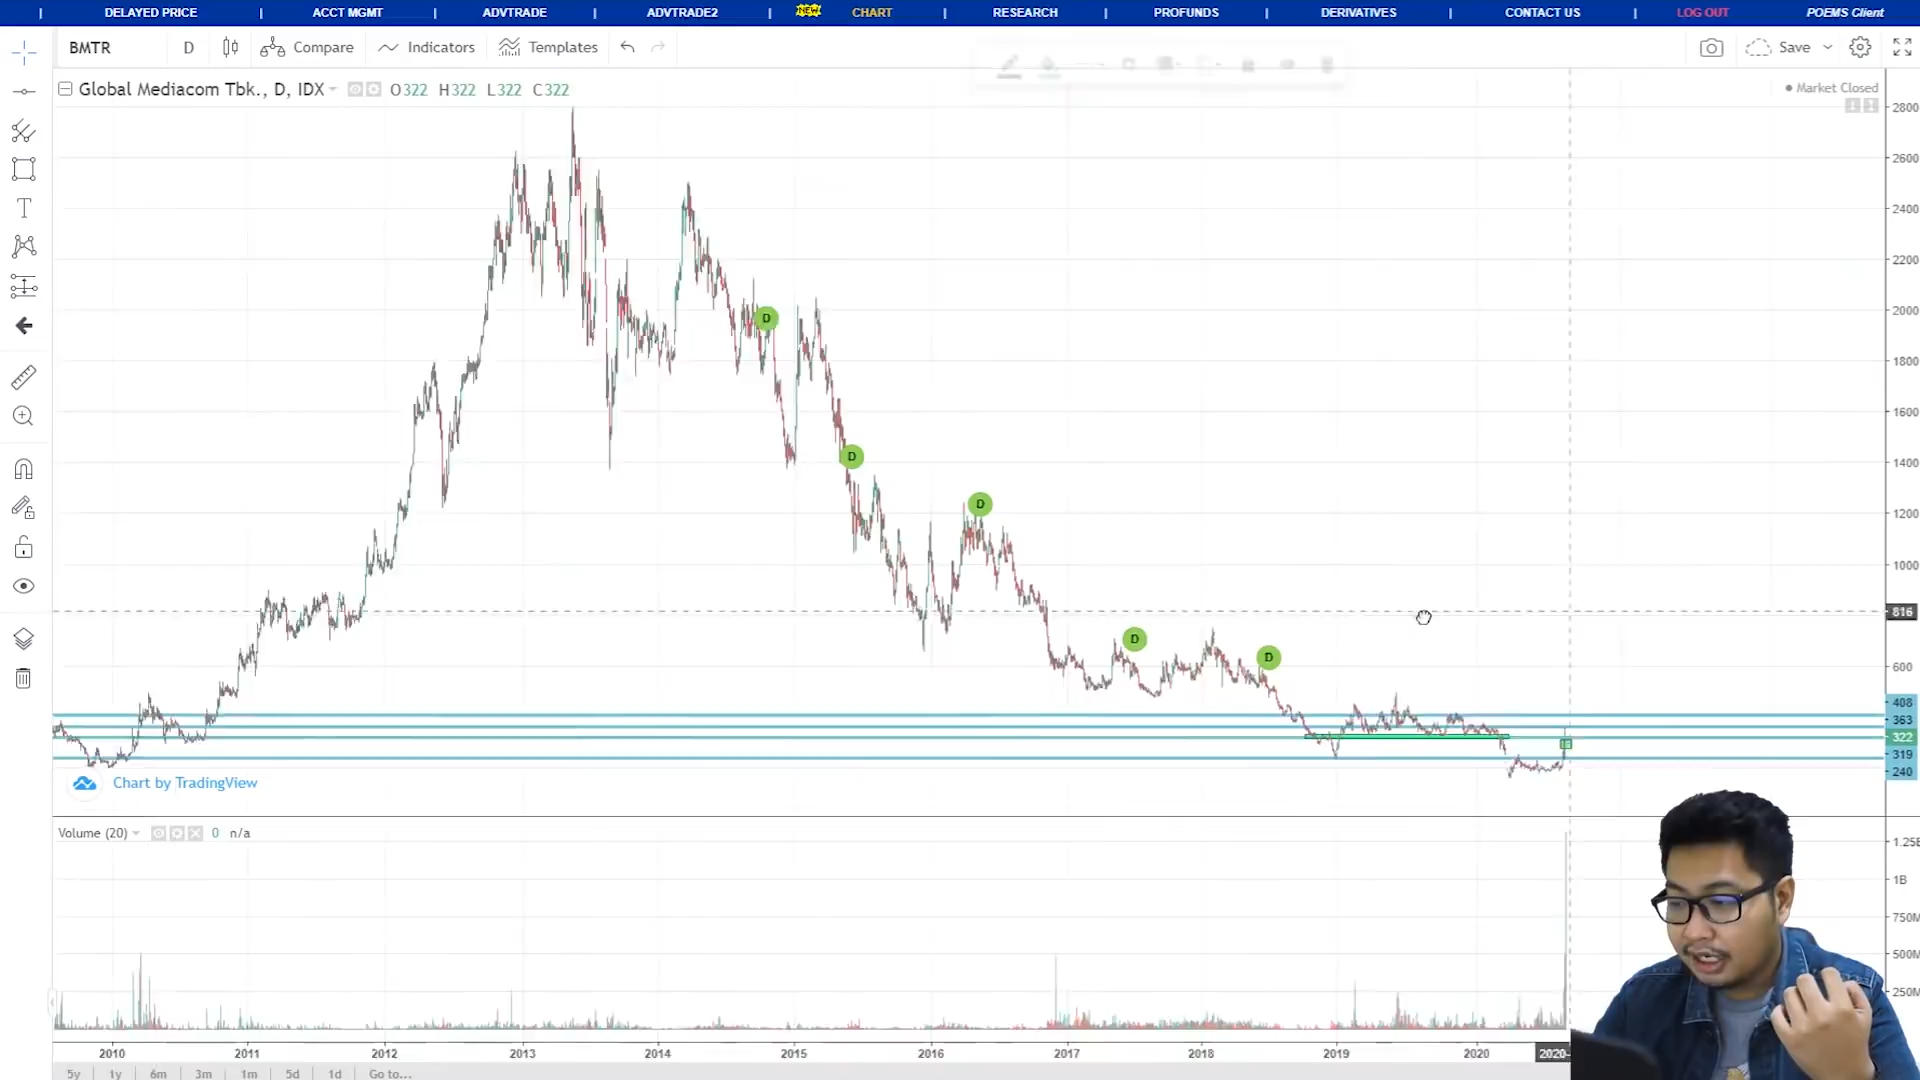 DELAYED PRICE | ACCT MGMT | ADVTRADE | ADVTRADE2 | NEW CHART | RESEARCH | PROFUNDS | DERIVATIVES | CONTACT US | LOG OUT POEMS Client
BMTR D Compare Indicators Templates Save
Global Mediacom Tbk., D, IDX O322 H322 L322 C322
Market Closed
2800
2600
2400
2200
2000
1800
1600
1400
1200
1000
816
600
408
363
322
319
240
D
D
D
D
D
Chart by TradingView
Volume (20) 0 n/a
1.25B
1B
750M
500M
250M
2010 2011 2012 2013 2014 2015 2016 2017 2018 2019 2020 2020-
5y 1y 6m 3m 1m 5d 1d Go to...